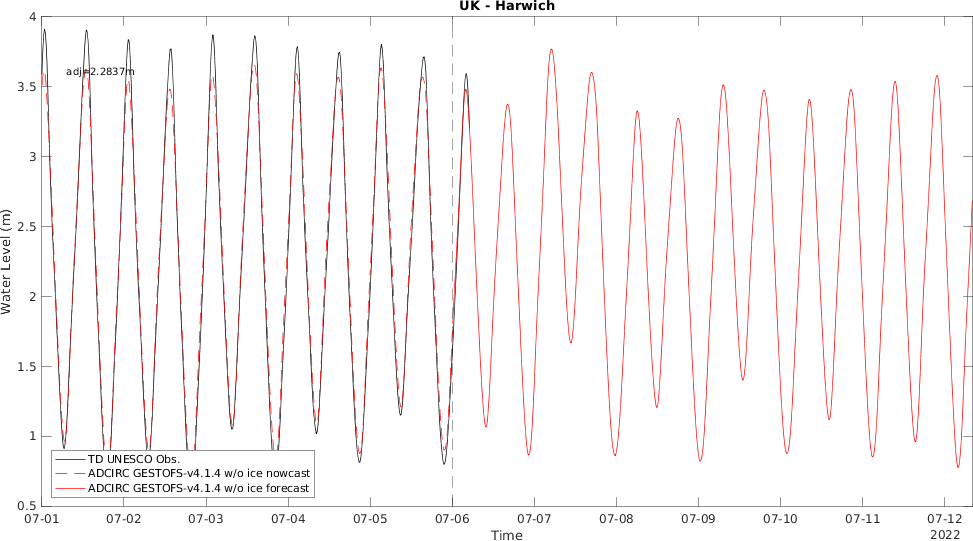 UK - Harwich
4
3.5
3
2.5
2
1.5
1
0.5
Water Level (m)
adj=2.2837m
TD UNESCO Obs.
ADCIRC GESTOFS-v4.1.4 w/o ice nowcast
ADCIRC GESTOFS-v4.1.4 w/o ice forecast
07-01 07-02 07-03 07-04 07-05 07-06 07-07 07-08 07-09 07-10 07-11 07-12
Time
2022